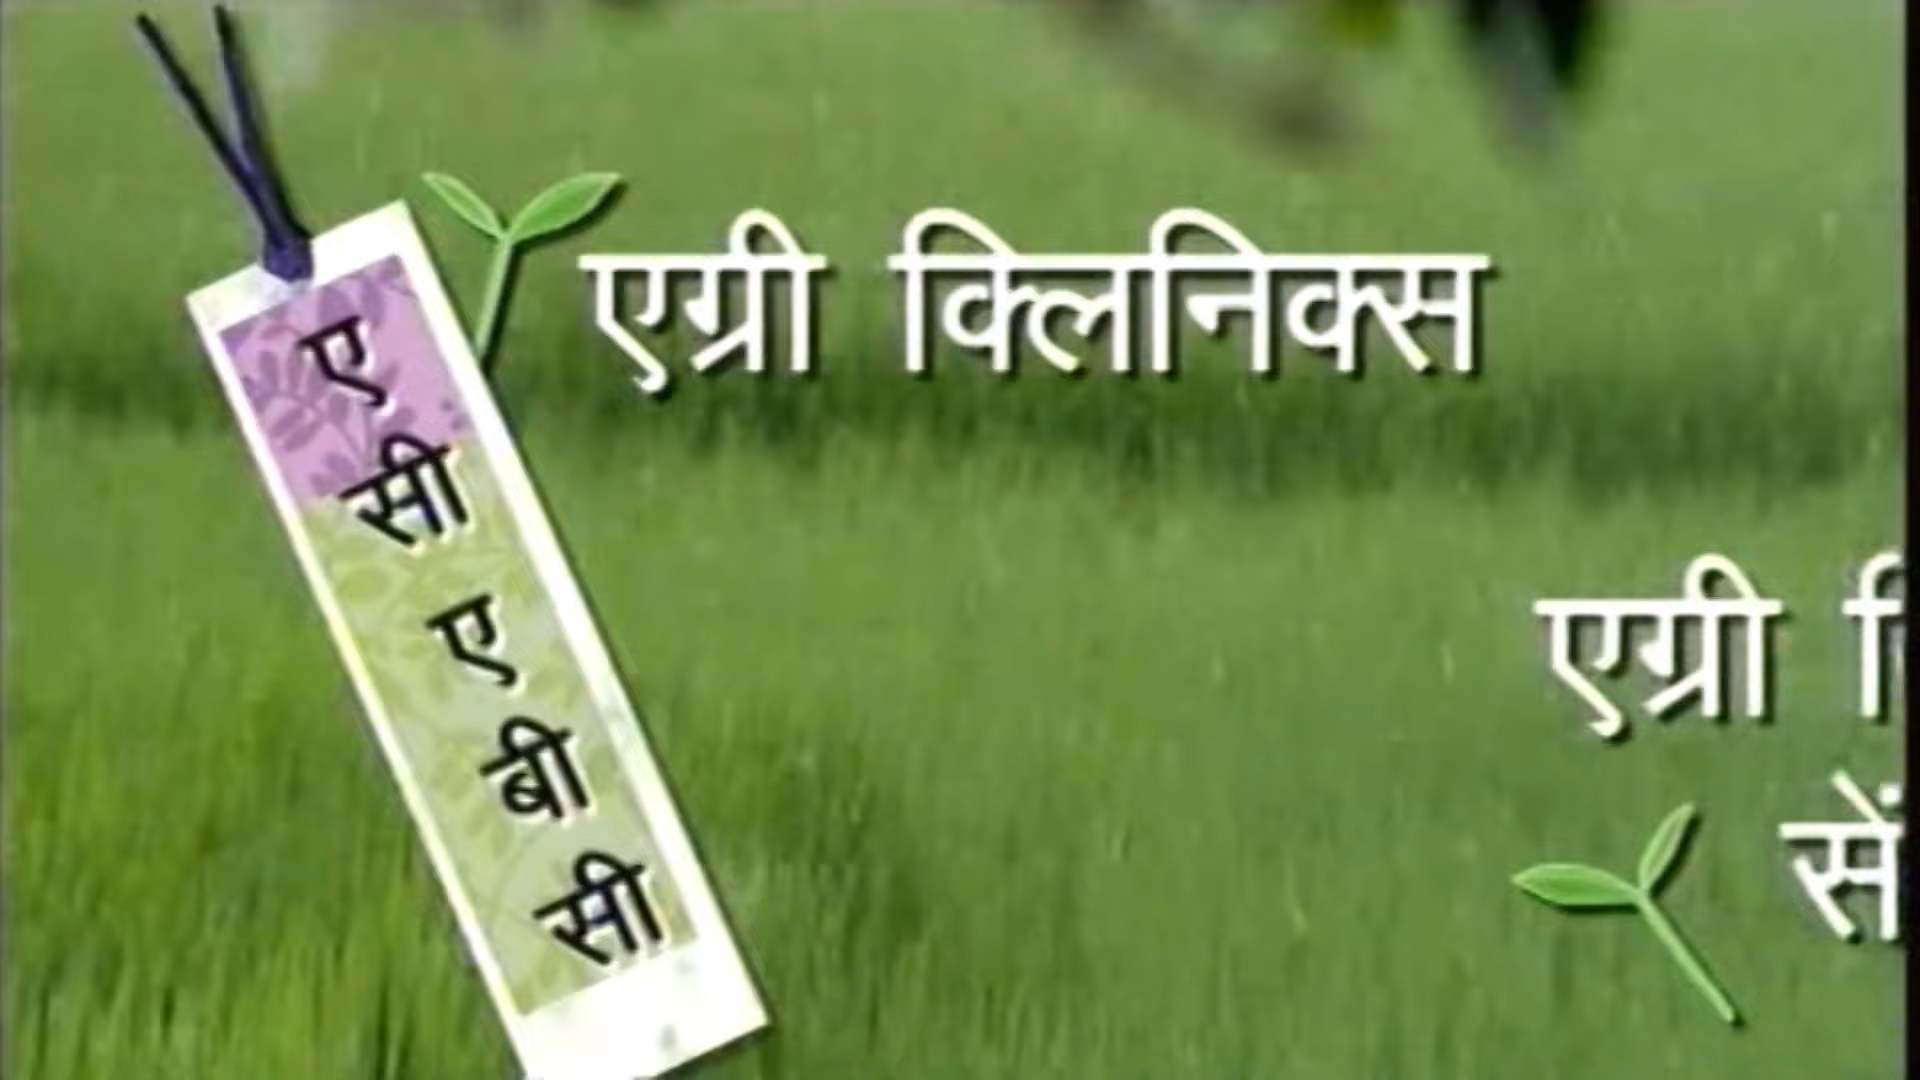 ए
सी
ए
बी
सी
एग्री क्लिनिक्स
एग्री